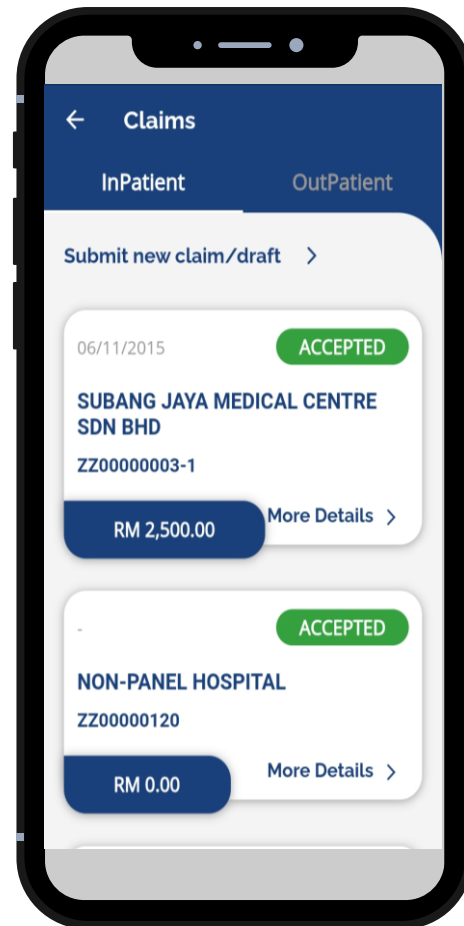 Claims
InPatient OutPatient
Submit new claim/draft
06/11/2015 ACCEPTED
SUBANG JAYA MEDICAL CENTRE
SDN BHD
ZZ00000003-1
RM 2,500.00 More Details
- ACCEPTED
NON-PANEL HOSPITAL
ZZ00000120
RM 0.00 More Details